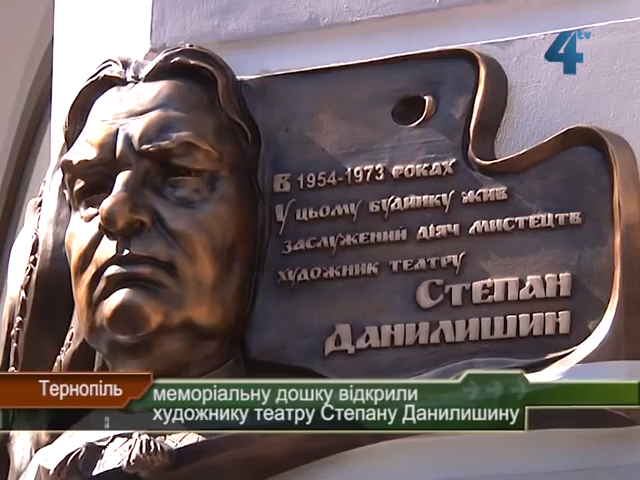 4 tv
В 1954-1973 РОКАХ
У ЦЬОМУ БУДИНКУ ЖИВ
ЗАСЛУЖЕНИЙ ДІЯЧ МИСТЕЦТВ
ХУДОЖНИК ТЕАТРУ
СТЕПАН
ДАНИЛИШИН
Тернопіль
меморіальну дошку відкрили
художнику театру Степану Данилишину